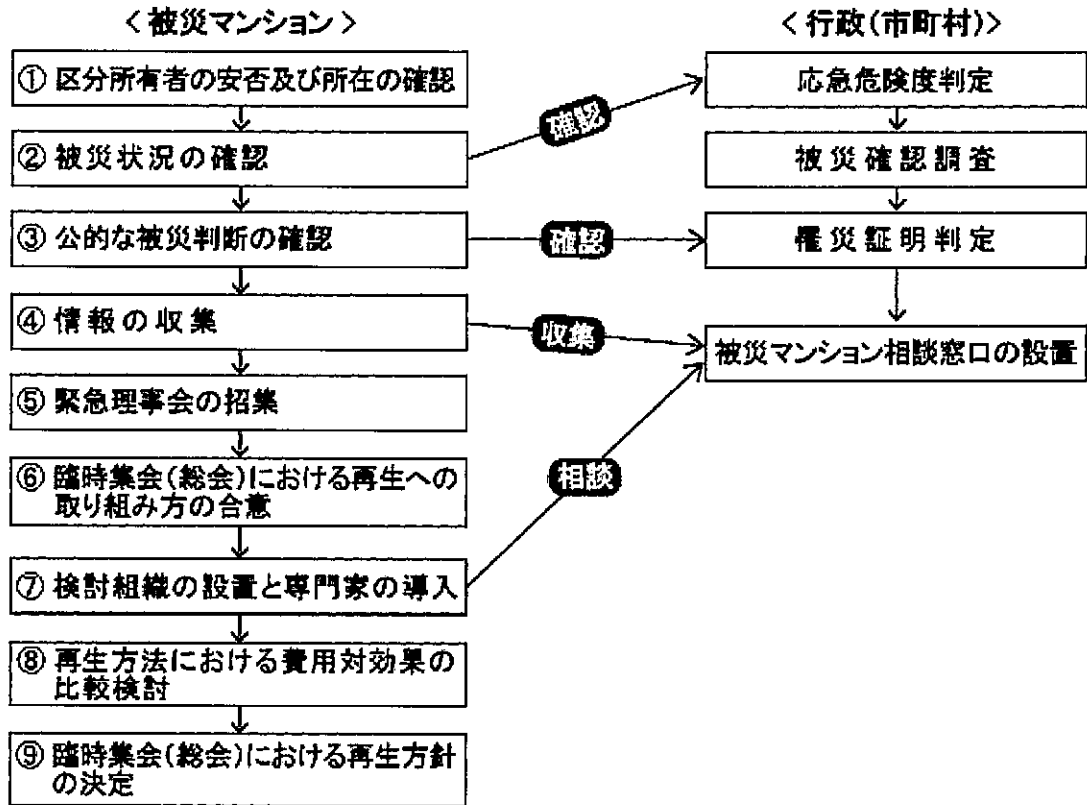 <被災マンション>
① 区分所有者の安否及び所在の確認
② 被災状況の確認
③ 公的な被災判断の確認
④ 情報の収集
⑤ 緊急理事会の招集
⑥ 臨時集会(総会)における再生への
取り組み方の合意
⑦ 検討組織の設置と専門家の導入
⑧ 再生方法における費用対効果の
比較検討
⑨ 臨時集会(総会)における再生方針
の決定
確認
確認
収集
相談
<行政(市町村)>
応急危険度判定
被災確認調査
罹災証明判定
被災マンション相談窓口の設置